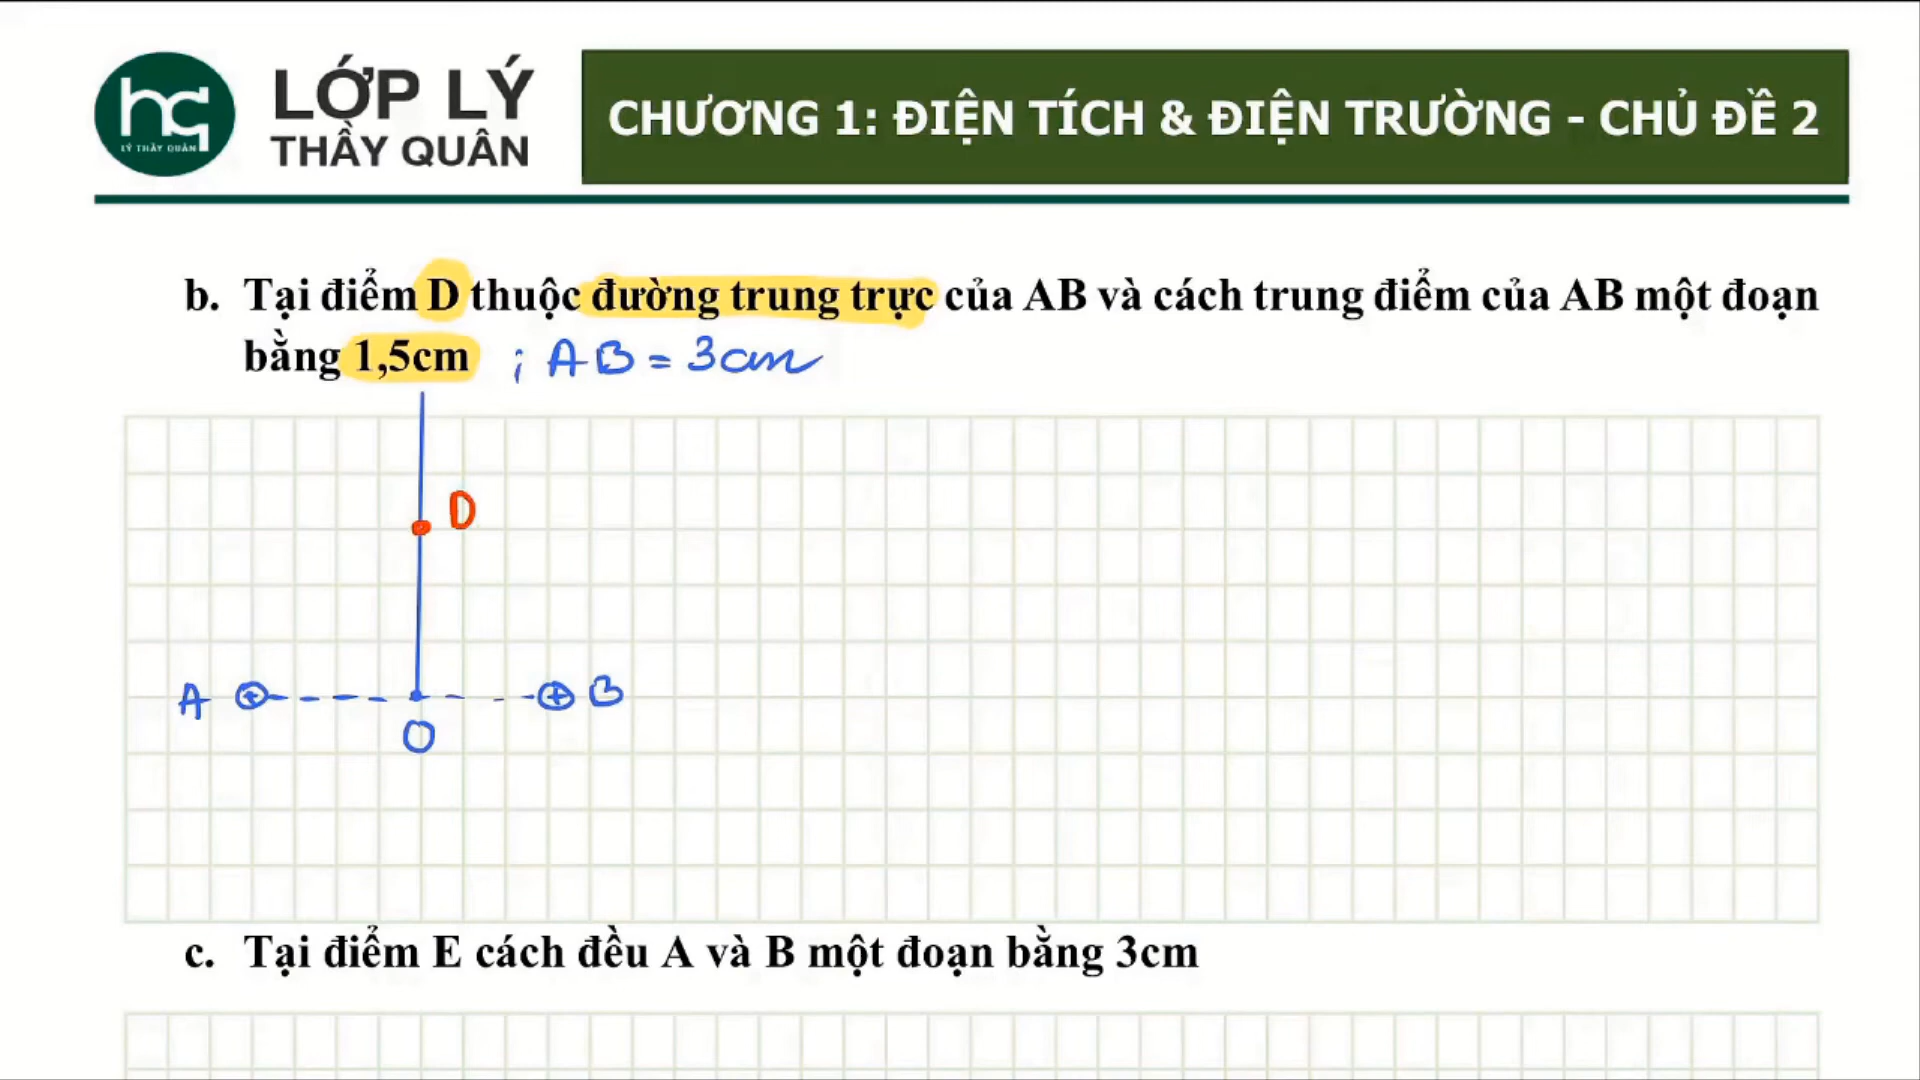 hq
LÝ THẦY QUÂN
LỚP LÝ
THẦY QUÂN
CHƯƠNG 1: ĐIỆN TÍCH & ĐIỆN TRƯỜNG - CHỦ ĐỀ 2
b. Tại điểm D thuộc đường trung trực của AB và cách trung điểm của AB một đoạn
bằng 1,5cm ; AB = 3cm
D
A + + B
O
c. Tại điểm E cách đều A và B một đoạn bằng 3cm